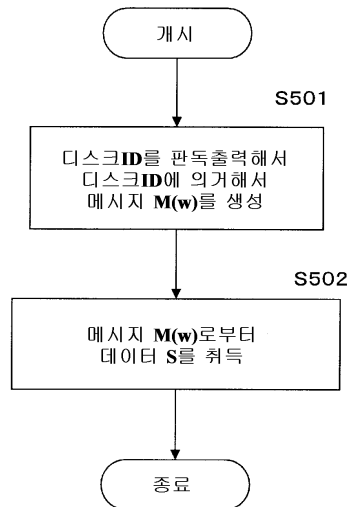 개시
S501
디스크ID를 판독출력해서
디스크ID에 의거해서
메시지 M(w)를 생성
S502
메시지 M(w)로부터
데이터 S를 취득
종료